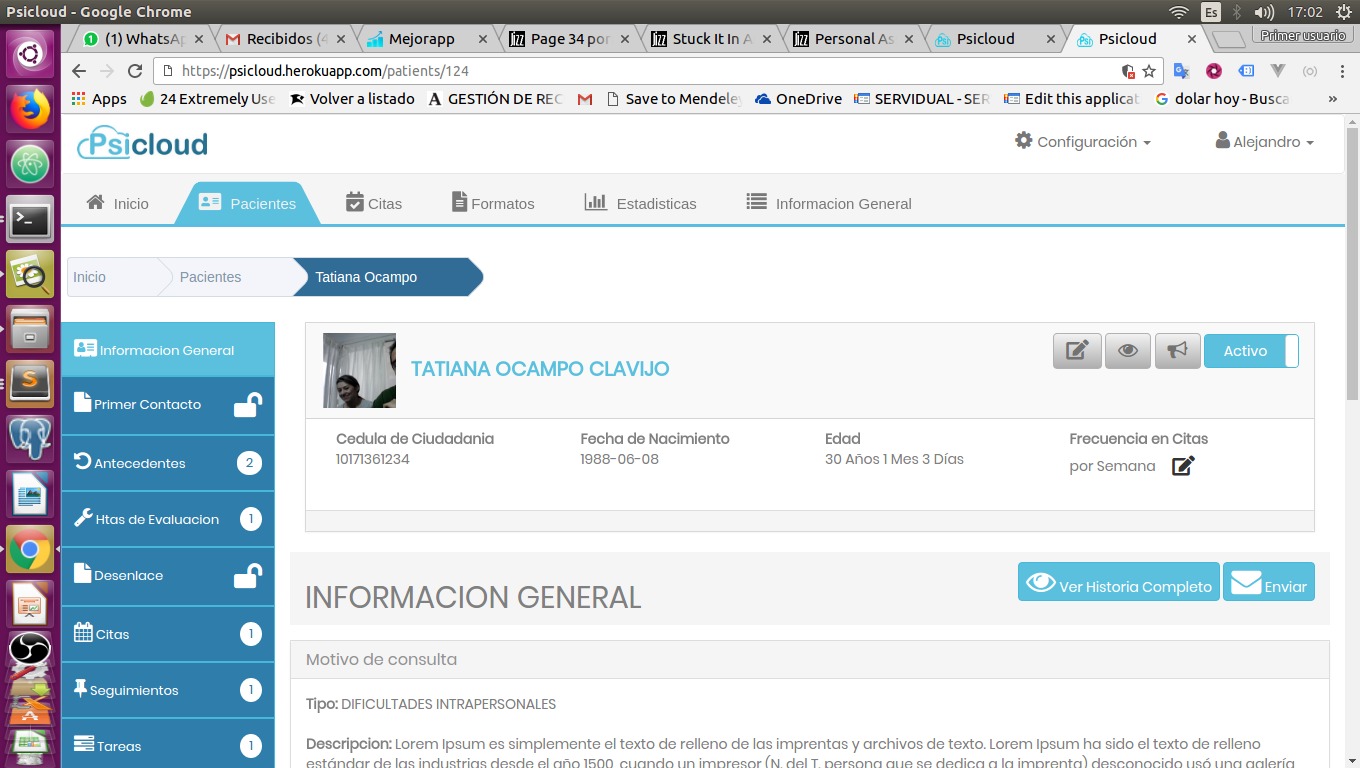 Psicloud - Google Chrome
Es
17:02
(1) WhatsAp
Recibidos (4
Mejorapp
Page 34 por
Stuck It In A
Personal As
Psicloud
Psicloud
Primer usuario
https://psicloud.herokuapp.com/patients/124
Apps
24 Extremely Use
Volver a listado
GESTIÓN DE REC
Save to Mendeley
OneDrive
SERVIDUAL - SER
Edit this applicat
dolar hoy - Busca
»
Psicloud
Configuración
Alejandro
Inicio
Pacientes
Citas
Formatos
Estadisticas
Informacion General
Inicio
Pacientes
Tatiana Ocampo
Informacion General
Primer Contacto
Antecedentes
2
Htas de Evaluacion
1
Desenlace
Citas
1
Seguimientos
1
Tareas
1
TATIANA OCAMPO CLAVIJO
Activo
Cedula de Ciudadania
10171361234
Fecha de Nacimiento
1988-06-08
Edad
30 Años 1 Mes 3 Días
Frecuencia en Citas
por Semana
INFORMACION GENERAL
Ver Historia Completo
Enviar
Motivo de consulta
Tipo: DIFICULTADES INTRAPERSONALES
Descripcion: Lorem Ipsum es simplemente el texto de relleno de las imprentas y archivos de texto. Lorem Ipsum ha sido el texto de relleno
estándar de las industrias desde el año 1500, cuando un impresor (N. del T. persona que se dedica a la imprenta) desconocido usó una galería